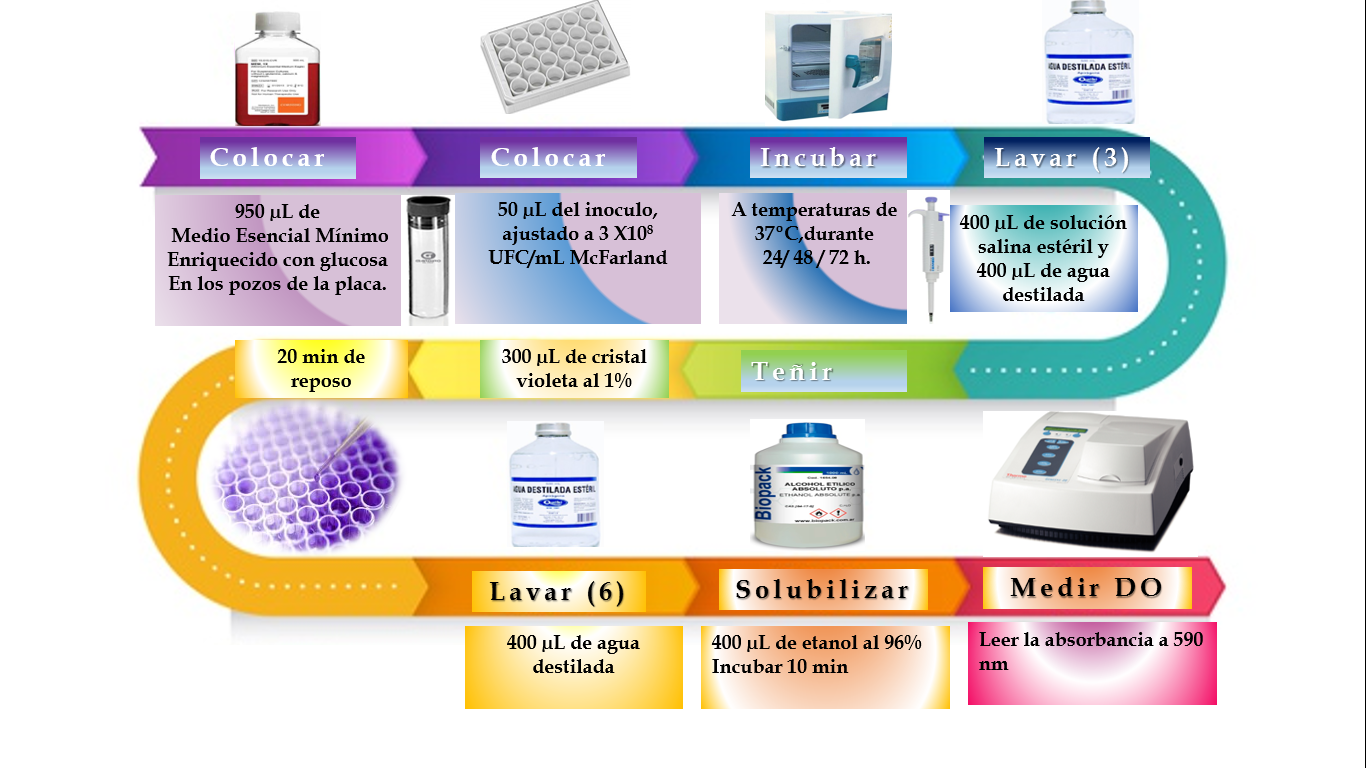 AGUA DESTILADA ESTÉRIL
Colocar
Colocar
Incubar
Lavar (3)
950 µL de
Medio Esencial Mínimo
Enriquecido con glucosa
En los pozos de la placa.
50 µL del inoculo,
ajustado a 3 X10⁸
UFC/mL McFarland
A temperaturas de
37°C,durante
24/ 48 / 72 h.
400 µL de solución
salina estéril y
400 µL de agua
destilada
Teñir
300 µL de cristal
violeta al 1%
20 min de
reposo
AGUA DESTILADA ESTÉRIL
Biopack
ALCOHOL ETILICO
ABSOLUTO p.a.
ETHANOL ABSOLUTE p.a.
www.biopack.com.ar
Lavar (6)
Solubilizar
Medir DO
400 µL de agua
destilada
400 µL de etanol al 96%
Incubar 10 min
Leer la absorbancia a 590
nm